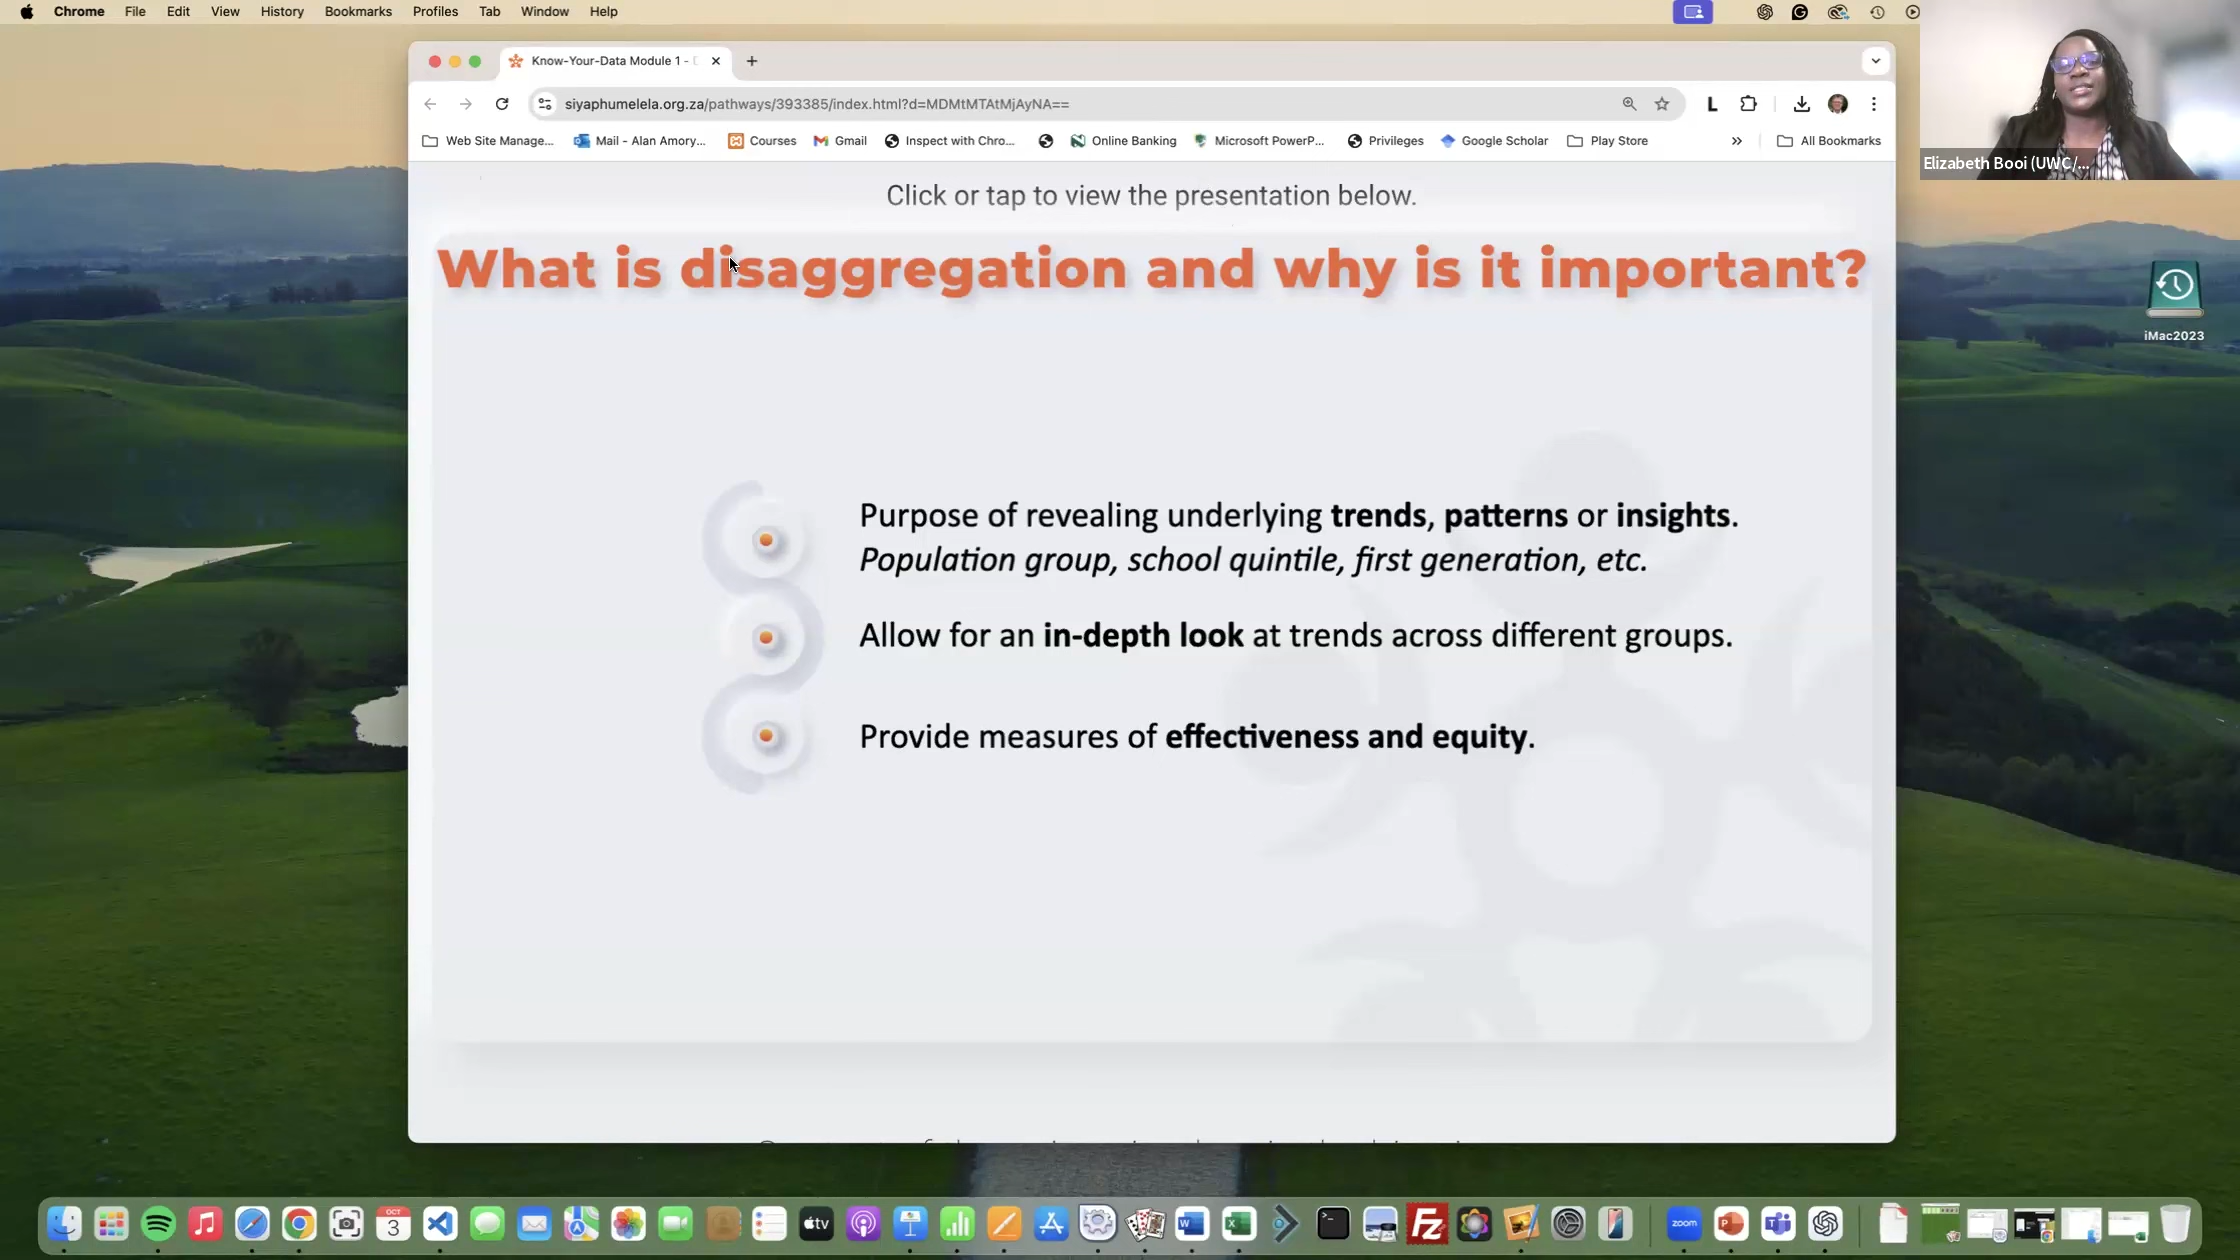 Chrome File Edit View History Bookmarks Profiles Tab Window Help
Know-Your-Data Module 1 -
siyaphumelela.org.za/pathways/393385/index.html?d=MDMtMTAtMjAyNA==
Web Site Manage... Mail - Alan Amory... Courses Gmail Inspect with Chro... Online Banking Microsoft PowerP... Privileges Google Scholar Play Store » All Bookmarks
Elizabeth Booi (UWC/...
Click or tap to view the presentation below.
What is disaggregation and why is it important?
iMac2023
Purpose of revealing underlying trends, patterns or insights.
Population group, school quintile, first generation, etc.
Allow for an in-depth look at trends across different groups.
Provide measures of effectiveness and equity.
OCT
3
tv
zoom